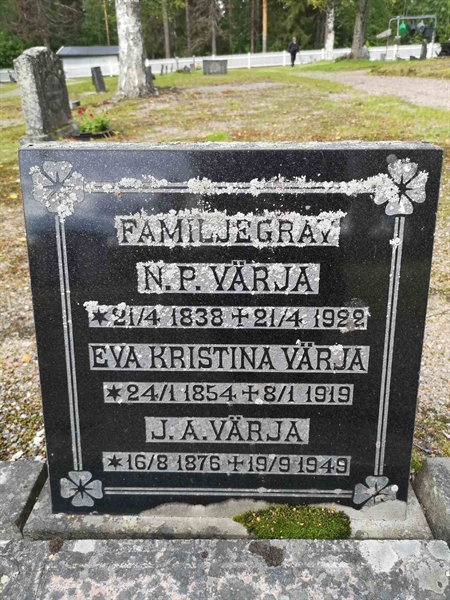 FAMILJEGRAV
N.P. VÄRJA
*21/4 1838 +21/4 1922
EVA KRISTINA VÄRJA
*24/1 1854 +8/1 1919
J.A.VÄRJA
*16/8 1876 +19/9 1949